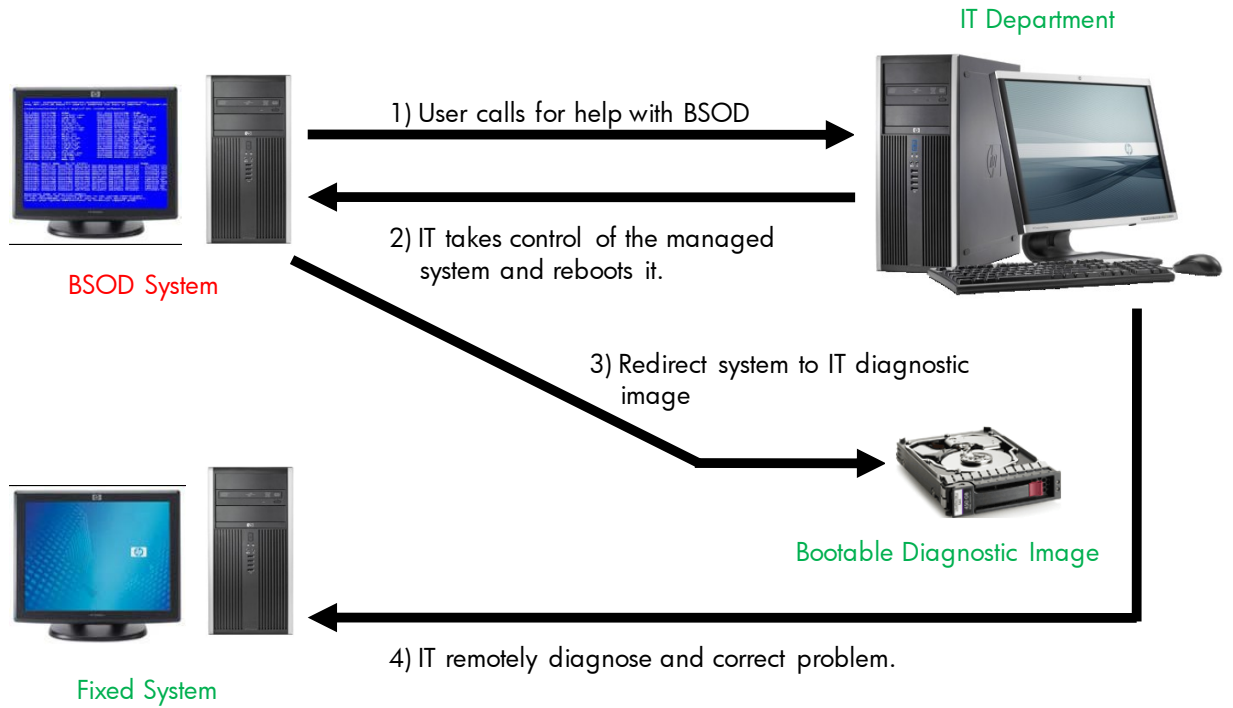 IT Department
1) User calls for help with BSOD
2) IT takes control of the managed
system and reboots it.
BSOD System
3) Redirect system to IT diagnostic
image
Bootable Diagnostic Image
4) IT remotely diagnose and correct problem.
Fixed System